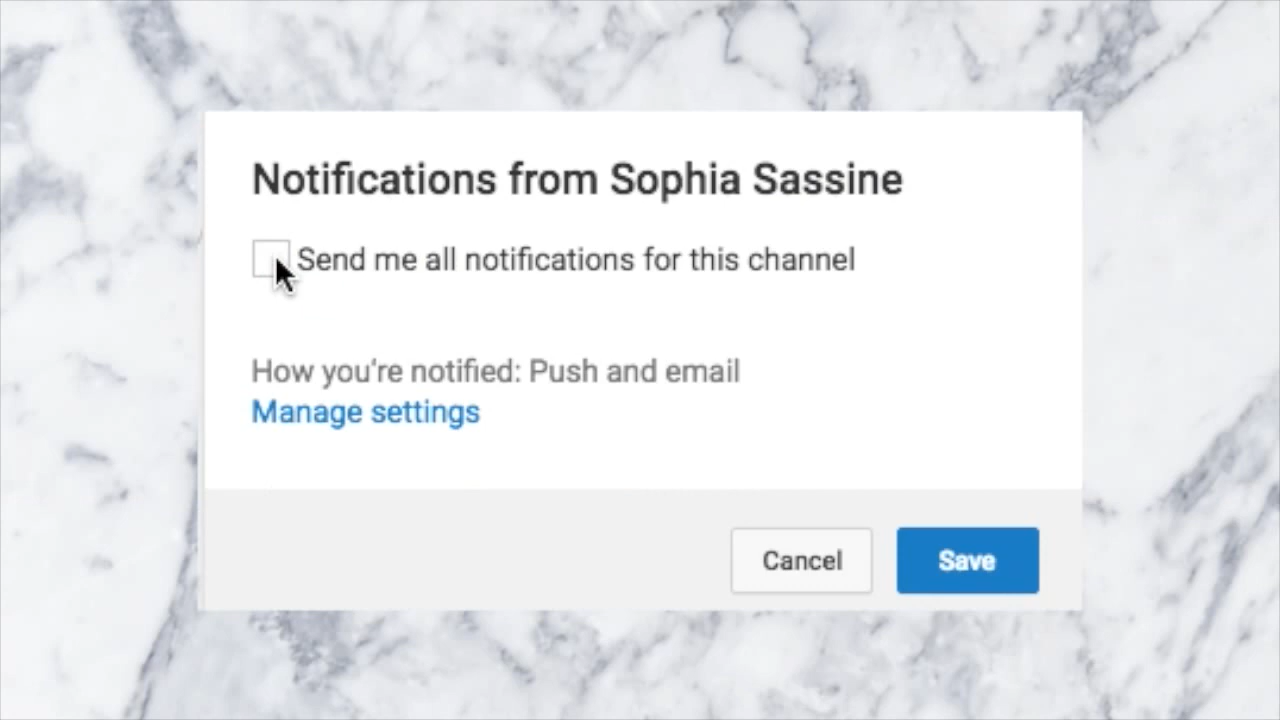 Notifications from Sophia Sassine
Send me all notifications for this channel
How you're notified: Push and email
Manage settings
Cancel Save